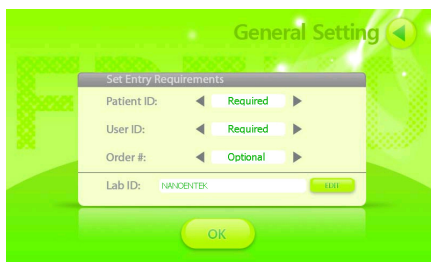 General Setting
Set Entry Requirements
Patient ID: Required
User ID: Required
Order #: Optional
Lab ID: NANOENTEK EDIT
OK